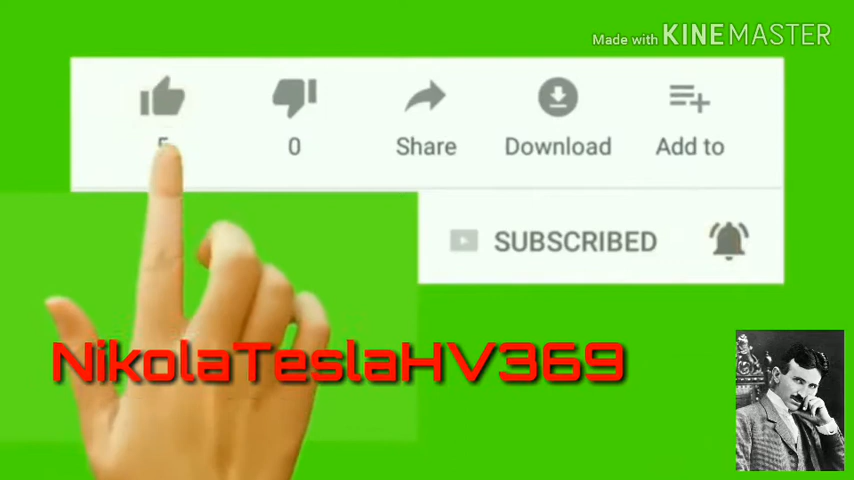 Made with KINEMASTER
0 Share Download Add to
SUBSCRIBED
NikolaTeslaHV369